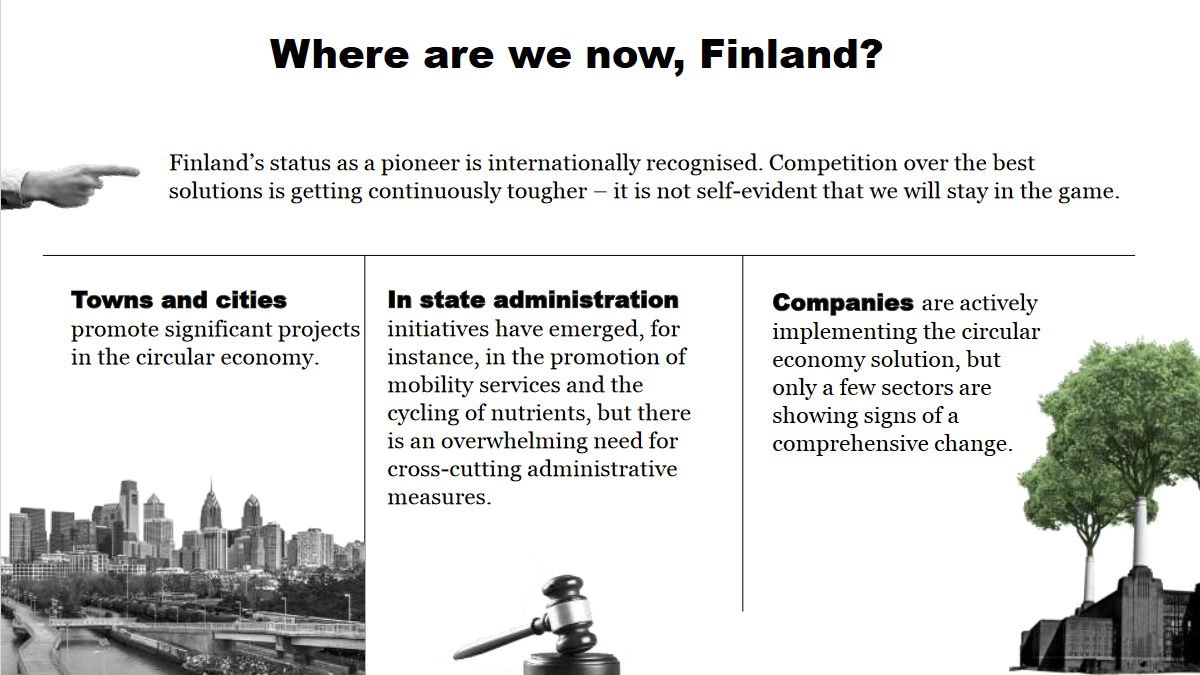 Where are we now, Finland?
Finland’s status as a pioneer is internationally recognised. Competition over the best
solutions is getting continuously tougher – it is not self-evident that we will stay in the game.
Towns and cities
promote significant projects
in the circular economy.
In state administration
initiatives have emerged, for
instance, in the promotion of
mobility services and the
cycling of nutrients, but there
is an overwhelming need for
cross-cutting administrative
measures.
Companies are actively
implementing the circular
economy solution, but
only a few sectors are
showing signs of a
comprehensive change.